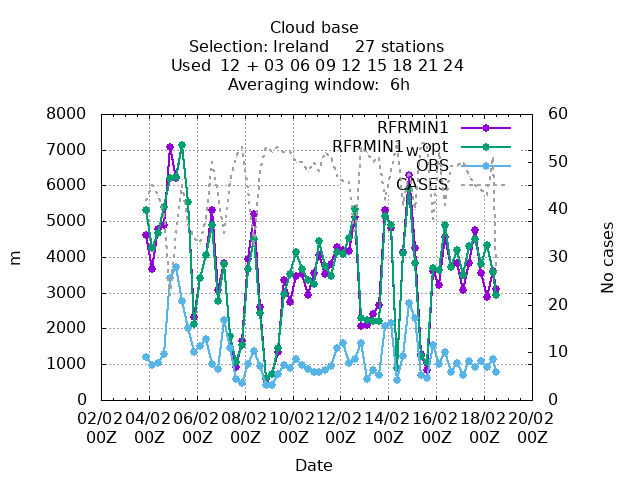 Cloud base
Selection: Ireland 27 stations
Used 12 + 03 06 09 12 15 18 21 24
Averaging window: 6h
8000
7000
6000
5000
4000
3000
2000
1000
0
m
60
50
40
30
20
10
0
No cases
RFRMIN1
RFRMIN1_W opt
OBS
CASES
02/02 04/02 06/02 08/02 10/02 12/02 14/02 16/02 18/02 20/02
00Z 00Z 00Z 00Z 00Z 00Z 00Z 00Z 00Z 00Z
Date